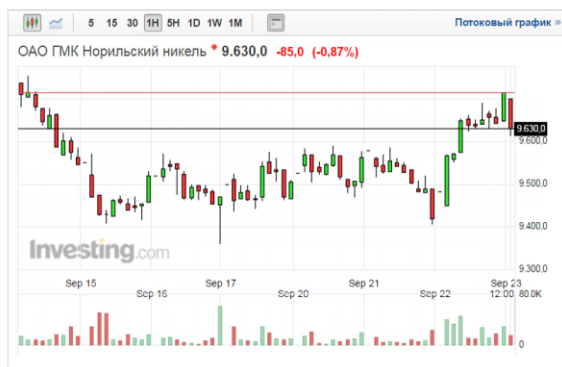 5 15 30 1H 5H 1D 1W 1M Потоковый график »
ОАО ГМК Норильский никель 9.630,0 -85,0 (-0,87%)
9.630,0
9.600,0
9.500,0
9.400,0
Investing.com
9.300,0
Sep 15 Sep 17 Sep 21 Sep 23
Sep 16 Sep 20 Sep 22 12:00
80.0K
0